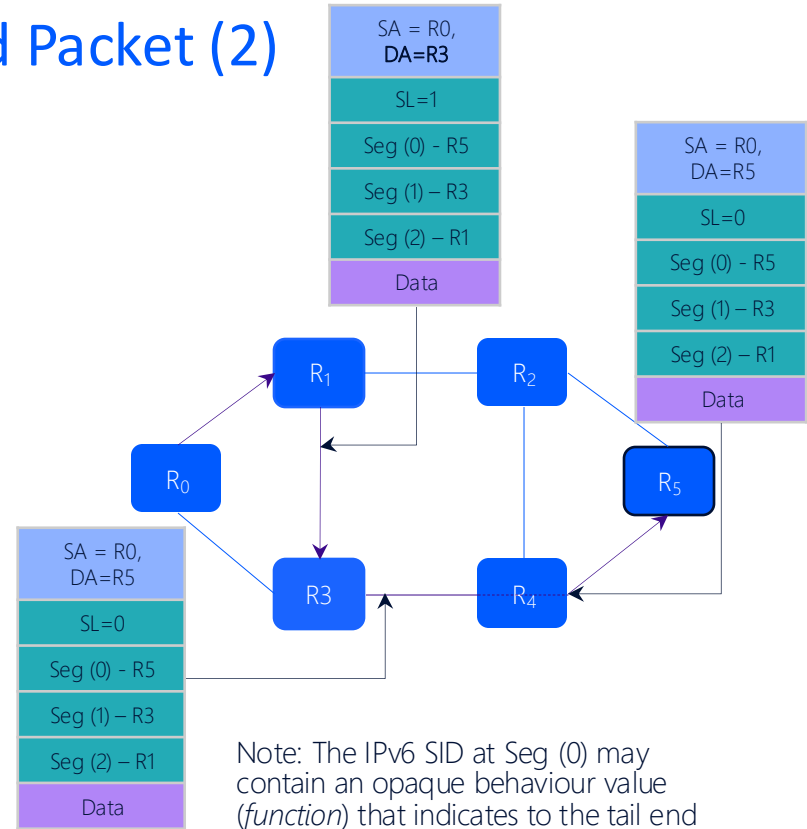 d Packet (2)
SA = R0,
DA=R3
SL=1
Seg (0) - R5
Seg (1) – R3
Seg (2) – R1
Data
SA = R0,
DA=R5
SL=0
Seg (0) - R5
Seg (1) – R3
Seg (2) – R1
Data
R₁
R₂
R₀
R₅
R3
R₄
SA = R0,
DA=R5
SL=0
Seg (0) - R5
Seg (1) – R3
Seg (2) – R1
Data
Note: The IPv6 SID at Seg (0) may
contain an opaque behaviour value
(function) that indicates to the tail end